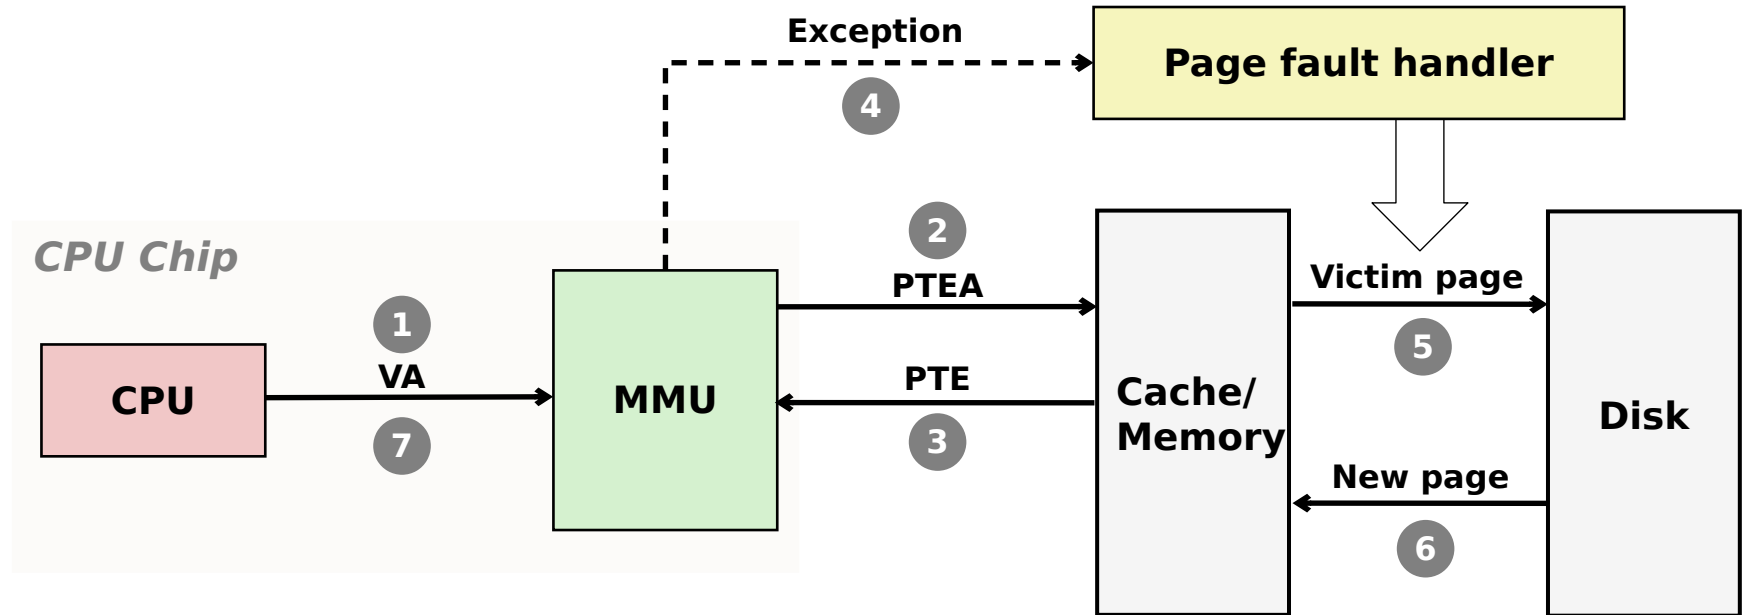 Exception
Page fault handler
4
2
CPU Chip
PTEA
Victim page
1
5
VA
PTE
CPU
MMU
Cache/
Memory
Disk
7
3
New page
6